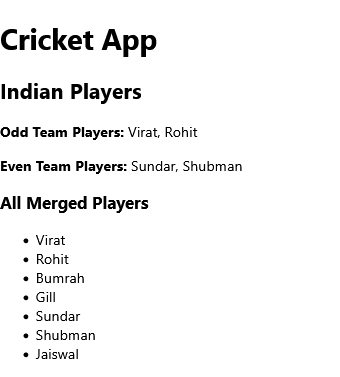 Cricket App
Indian Players
Odd Team Players: Virat, Rohit
Even Team Players: Sundar, Shubman
All Merged Players
• Virat
• Rohit
• Bumrah
• Gill
• Sundar
• Shubman
• Jaiswal